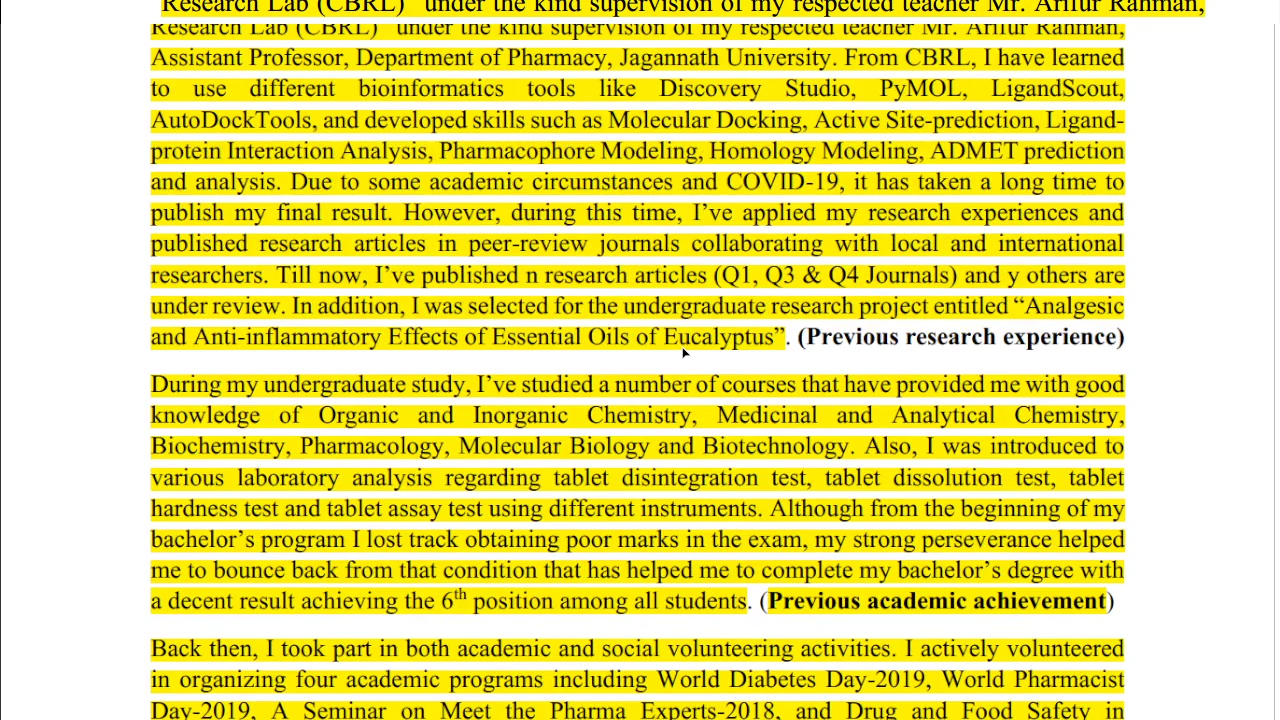 Research Lab (CBRL)” under the kind supervision of my respected teacher Mr. Arifur Rahman,
Research Lab (CBRL)” under the kind supervision of my respected teacher Mr. Arifur Rahman,
Assistant Professor, Department of Pharmacy, Jagannath University. From CBRL, I have learned
to use different bioinformatics tools like Discovery Studio, PyMOL, LigandScout,
AutoDockTools, and developed skills such as Molecular Docking, Active Site-prediction, Ligand-
protein Interaction Analysis, Pharmacophore Modeling, Homology Modeling, ADMET prediction
and analysis. Due to some academic circumstances and COVID-19, it has taken a long time to
publish my final result. However, during this time, I’ve applied my research experiences and
published research articles in peer-review journals collaborating with local and international
researchers. Till now, I’ve published n research articles (Q1, Q3 & Q4 Journals) and y others are
under review. In addition, I was selected for the undergraduate research project entitled “Analgesic
and Anti-inflammatory Effects of Essential Oils of Eucalyptus”. (Previous research experience)
During my undergraduate study, I’ve studied a number of courses that have provided me with good
knowledge of Organic and Inorganic Chemistry, Medicinal and Analytical Chemistry,
Biochemistry, Pharmacology, Molecular Biology and Biotechnology. Also, I was introduced to
various laboratory analysis regarding tablet disintegration test, tablet dissolution test, tablet
hardness test and tablet assay test using different instruments. Although from the beginning of my
bachelor’s program I lost track obtaining poor marks in the exam, my strong perseverance helped
me to bounce back from that condition that has helped me to complete my bachelor’s degree with
a decent result achieving the 6th position among all students. (Previous academic achievement)
Back then, I took part in both academic and social volunteering activities. I actively volunteered
in organizing four academic programs including World Diabetes Day-2019, World Pharmacist
Day-2019, A Seminar on Meet the Pharma Experts-2018, and Drug and Food Safety in